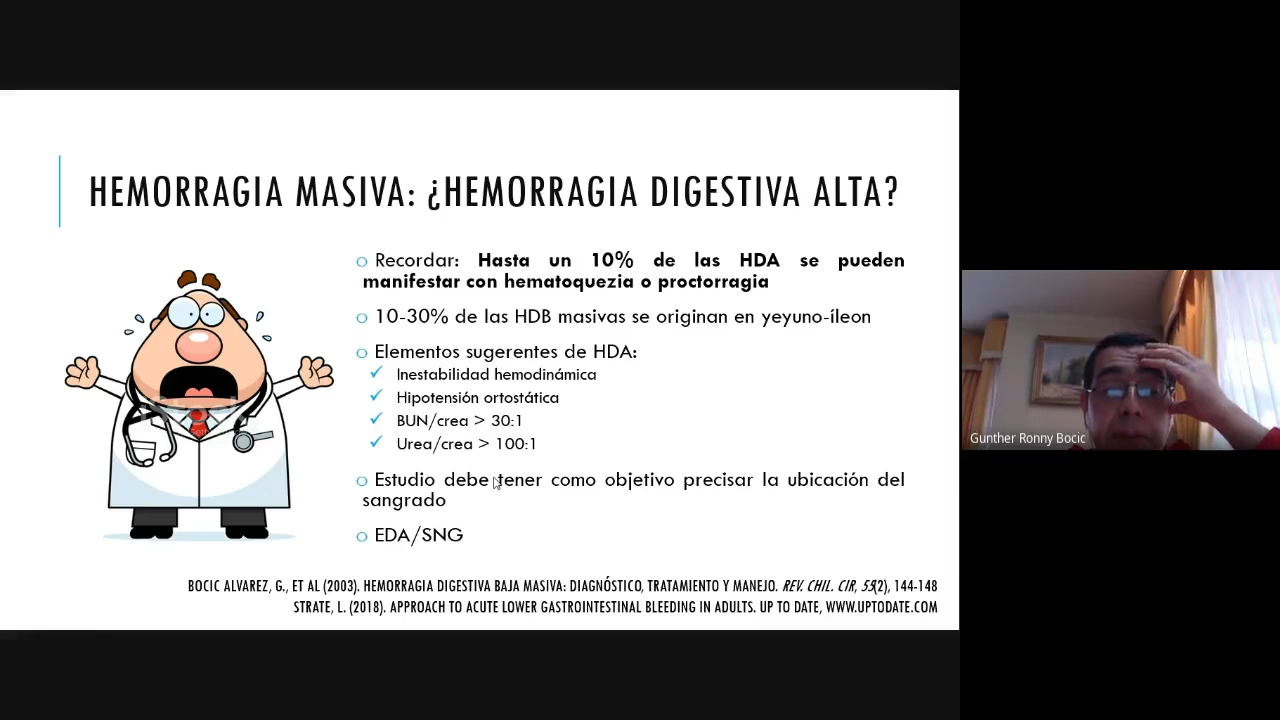 HEMORRAGIA MASIVA: ¿HEMORRAGIA DIGESTIVA ALTA?
o Recordar: Hasta un 10% de las HDA se pueden
manifestar con hematoquezia o proctorragia
o 10-30% de las HDB masivas se originan en yeyuno-íleon
o Elementos sugerentes de HDA:
✓ Inestabilidad hemodinámica
✓ Hipotensión ortostática
✓ BUN/crea > 30:1
✓ Urea/crea > 100:1
o Estudio debe tener como objetivo precisar la ubicación del
sangrado
o EDA/SNG
BOCIC ALVAREZ, G., ET AL (2003). HEMORRAGIA DIGESTIVA BAJA MASIVA: DIAGNÓSTICO, TRATAMIENTO Y MANEJO. REV. CHIL. CIR, 55(2), 144-148
STRATE, L. (2018). APPROACH TO ACUTE LOWER GASTROINTESTINAL BLEEDING IN ADULTS. UP TO DATE, WWW.UPTODATE.COM
Gunther Ronny Bocic